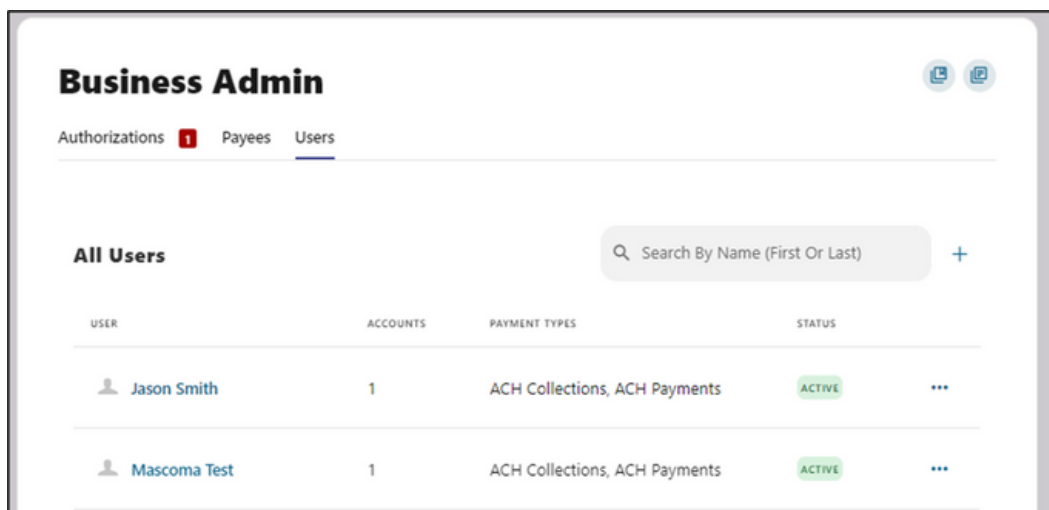 Business Admin
Authorizations 1 Payees Users
All Users
Search By Name (First Or Last)
USER ACCOUNTS PAYMENT TYPES STATUS
Jason Smith 1 ACH Collections, ACH Payments ACTIVE
Mascoma Test 1 ACH Collections, ACH Payments ACTIVE